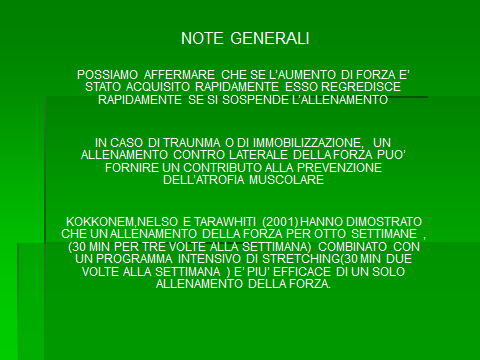 NOTE GENERALI
POSSIAMO AFFERMARE CHE SE L'AUMENTO DI FORZA E'
STATO ACQUISITO RAPIDAMENTE ESSO REGREDISCE
RAPIDAMENTE SE SI SOSPENDE L'ALLENAMENTO
IN CASO DI TRAUNMA O DI IMMOBILIZZAZIONE, UN
ALLENAMENTO CONTRO LATERALE DELLA FORZA PUO'
FORNIRE UN CONTRIBUTO ALLA PREVENZIONE
DELL'ATROFIA MUSCOLARE
KOKKONEM,NELSO E TARAWHITI (2001) HANNO DIMOSTRATO
CHE UN ALLENAMENTO DELLA FORZA PER OTTO SETTIMANE ,
(30 MIN PER TRE VOLTE ALLA SETTIMANA) COMBINATO CON
UN PROGRAMMA INTENSIVO DI STRETCHING(30 MIN DUE
VOLTE ALLA SETTIMANA ) E' PIU' EFFICACE DI UN SOLO
ALLENAMENTO DELLA FORZA.